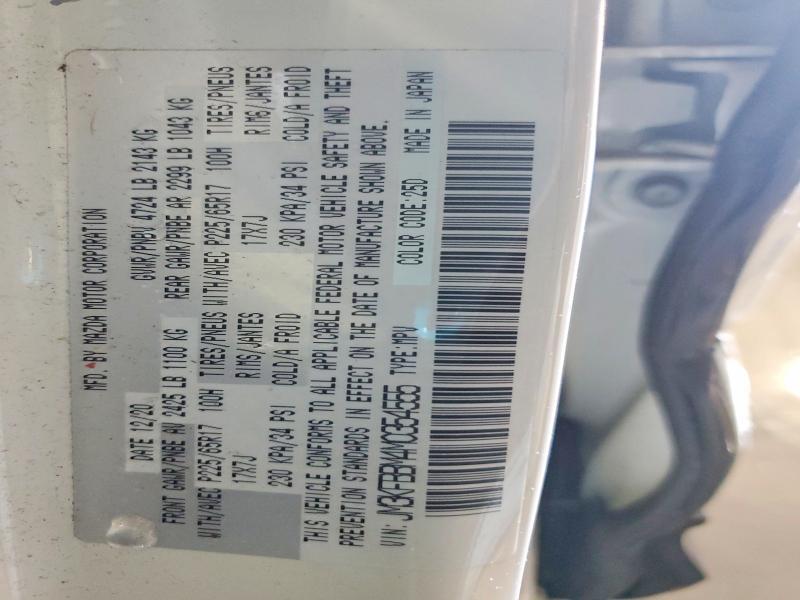 MFD. BY MAZDA MOTOR CORPORATION
DATE 12/20 GVWR/PNBV 4724 LB 2143 KG
FRONT GAWR/PNBE AV 2425 LB 1100 KG REAR GAWR/PNBE AR 2299 LB 1043 KG
WITH/AVEC P225/65R17 100H TIRES/PNEUS WITH/AVEC P225/65R17 100H TIRES/PNEUS
17X7J RIMS/JANTES 17X7J RIMS/JANTES
230 KPA/34 PSI COLD/A FROID 230 KPA/34 PSI COLD/A FROID
THIS VEHICLE CONFORMS TO ALL APPLICABLE FEDERAL MOTOR VEHICLE SAFETY AND THEFT
PREVENTION STANDARDS IN EFFECT ON THE DATE OF MANUFACTURE SHOWN ABOVE.
VIN: TYPE:MPV COLOR CODE:25D MADE IN JAPAN